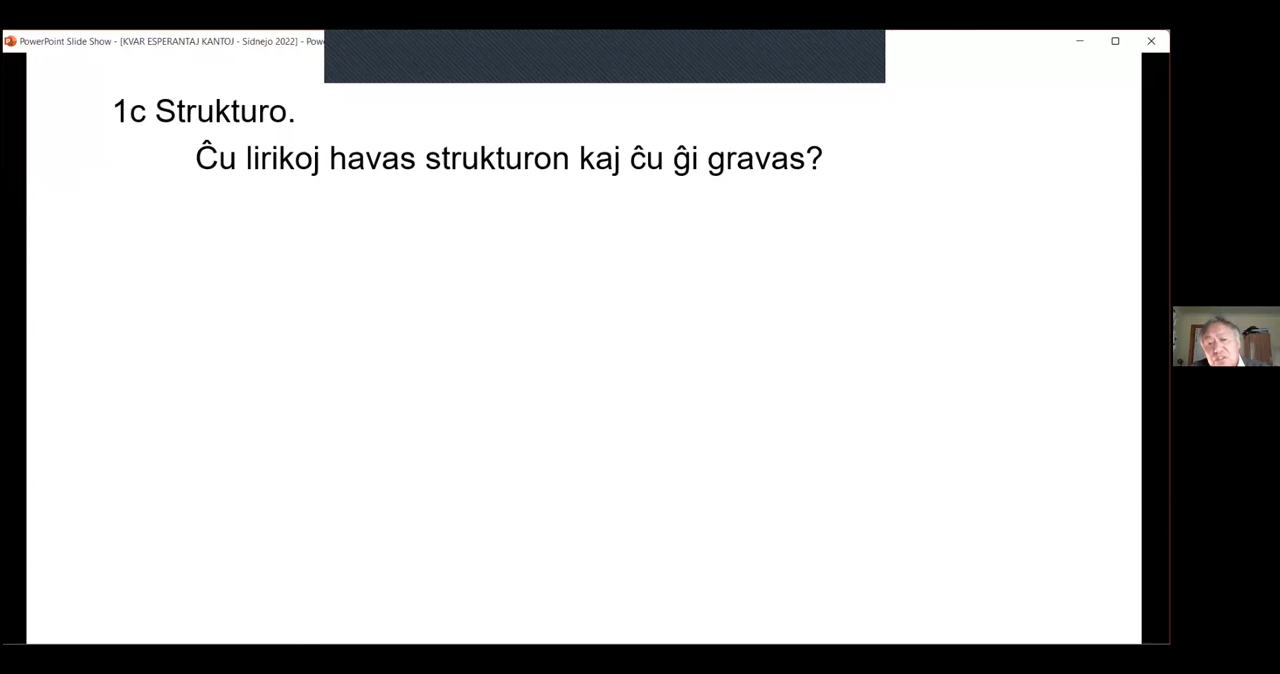 PowerPoint Slide Show - [KVAR ESPERANTAJ KANTOJ - Sidnejo 2022] - Pow
1c Strukturo.
Ĉu lirikoj havas strukturon kaj ĉu ĝi gravas?